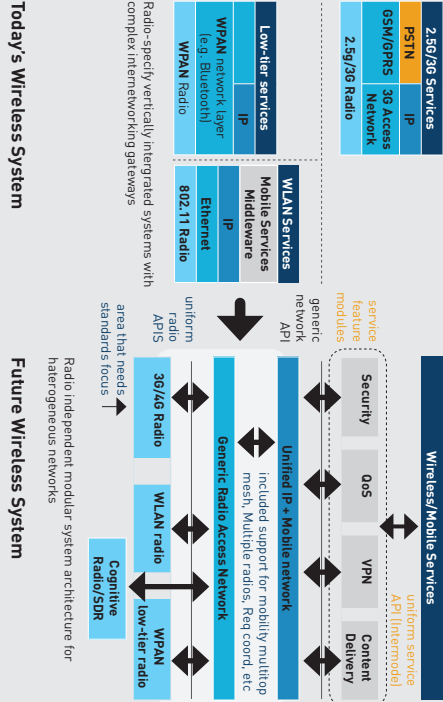 2.5G/3G Services
PSTN
IP
GSM/GPRS
3G Access
Network
2.5g/3G Radio
Low-tier services
WPAN network layer
(e.g. Bluetooth)
IP
WPAN Radio
WLAN Services
Mobile Services
Middleware
IP
Ethernet
802.11 Radio
Radio-specify vertically intergrated systems with
complex internetworking gateways
Today's Wireless System
Wireless/Mobile Services
uniform service
API (Intermode)
service
feature
modules
Security
QoS
VPN
Content
Delivery
generic
network
API
Unified IP + Mobile network
included support for mobility multitop
mesh, Multiple radios, Req coord, etc
Generic Radio Access Network
uniform
radio
APIS
3G/4G Radio
WLAN radio
WPAN
low-tier radio
Cognitive
Radio/SDR
area that needs
standards focus
Radio independent modular system architecture for
haterogeneous networks
Future Wireless System